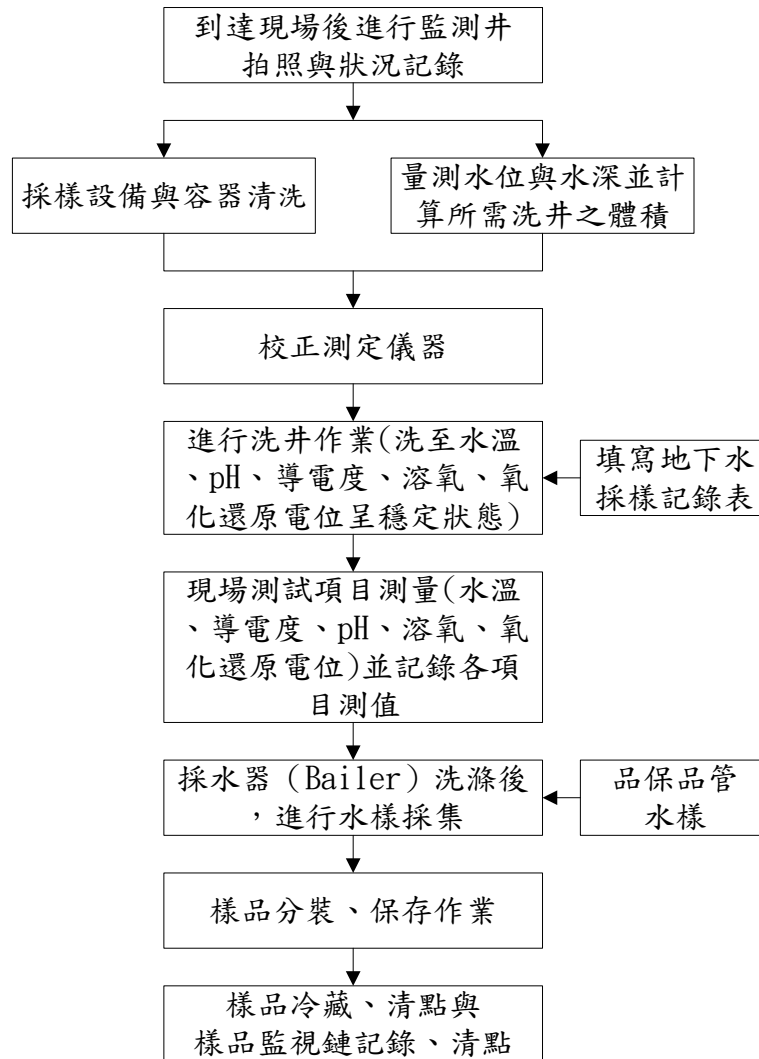 到達現場後進行監測井
拍照與狀況記錄
採樣設備與容器清洗
量測水位與水深並計
算所需洗井之體積
校正測定儀器
進行洗井作業(洗至水溫
、pH、導電度、溶氧、氧
化還原電位呈穩定狀態)
填寫地下水
採樣記錄表
現場測試項目測量(水溫
、導電度、pH、溶氧、氧
化還原電位)並記錄各項
目測值
採水器（Bailer）洗滌後
，進行水樣採集
品保品管
水樣
樣品分裝、保存作業
樣品冷藏、清點與
樣品監視鏈記錄、清點